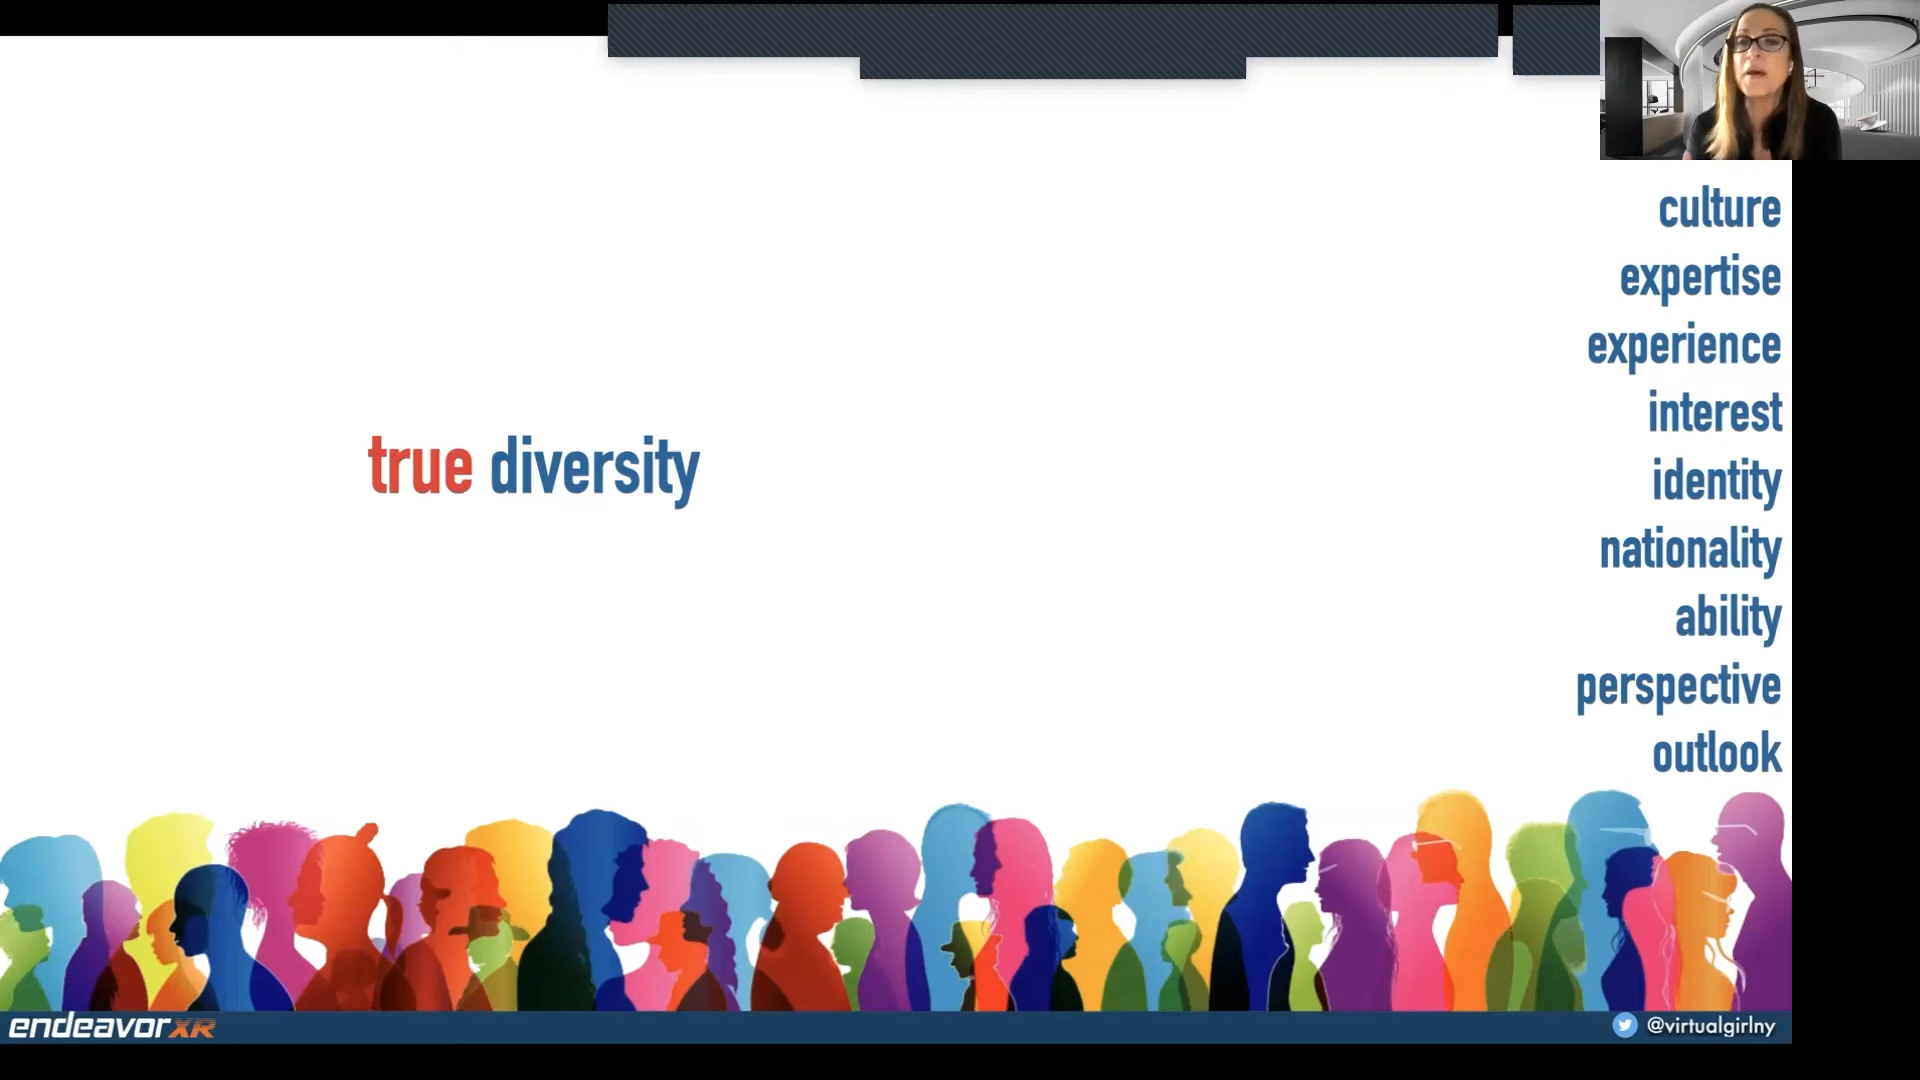 true diversity
culture
expertise
experience
interest
identity
nationality
ability
perspective
outlook
endeavorXR
@virtualgirlny